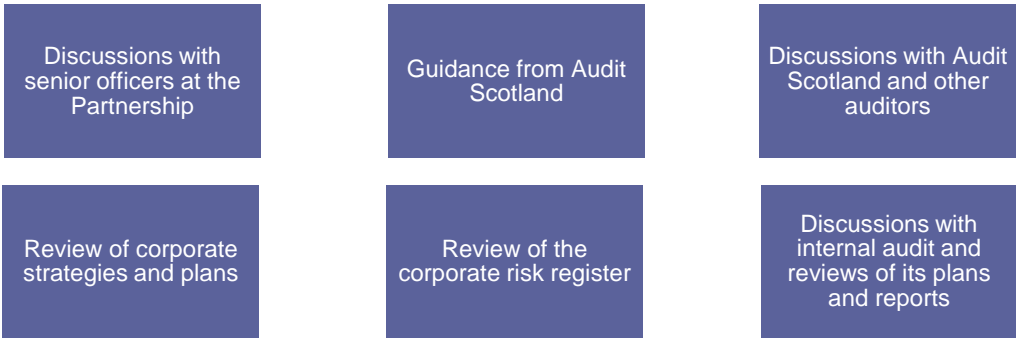 Discussions with
senior officers at the
Partnership
Guidance from Audit
Scotland
Discussions with Audit
Scotland and other
auditors
Review of corporate
strategies and plans
Review of the
corporate risk register
Discussions with
internal audit and
reviews of its plans
and reports